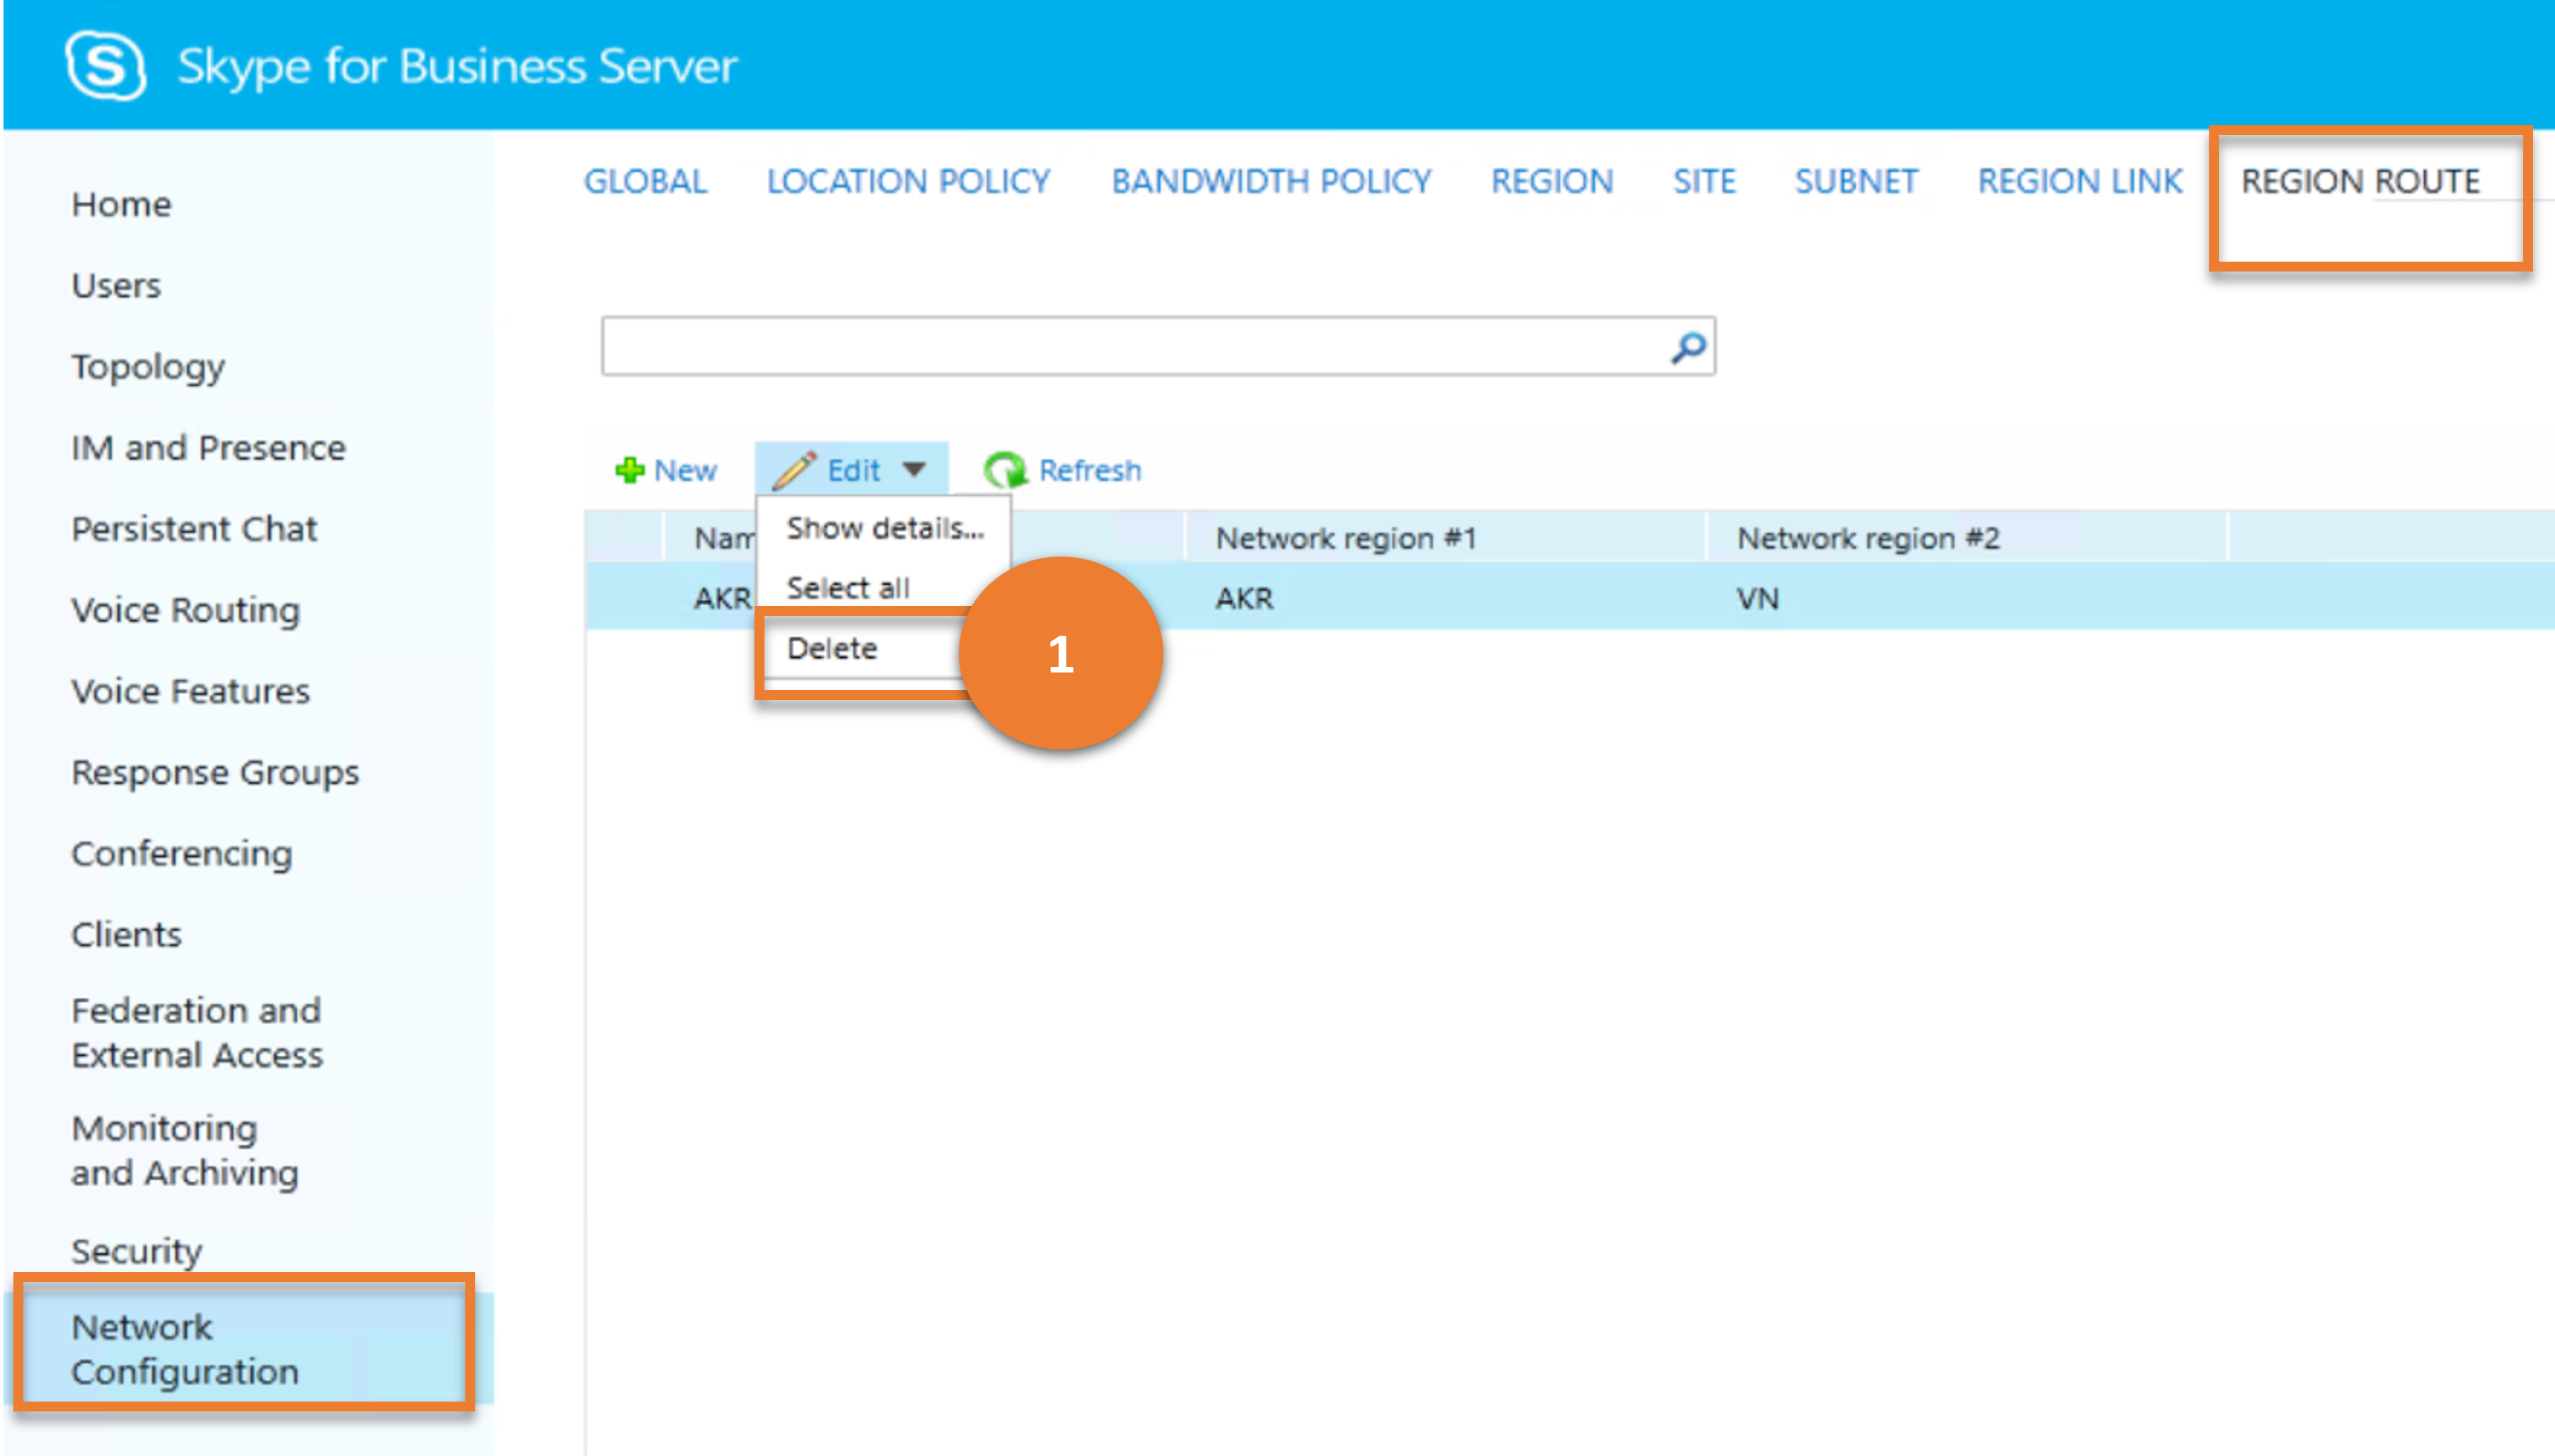 Skype for Business Server
GLOBAL LOCATION POLICY BANDWIDTH POLICY REGION SITE SUBNET REGION LINK REGION ROUTE
Home
Users
Topology
IM and Presence
Persistent Chat
Voice Routing
Voice Features
Response Groups
Conferencing
Clients
Federation and
External Access
Monitoring
and Archiving
Security
Network
Configuration
New Edit Refresh
Show details...
Select all
Delete
1
Network region #1 Network region #2
AKR AKR VN